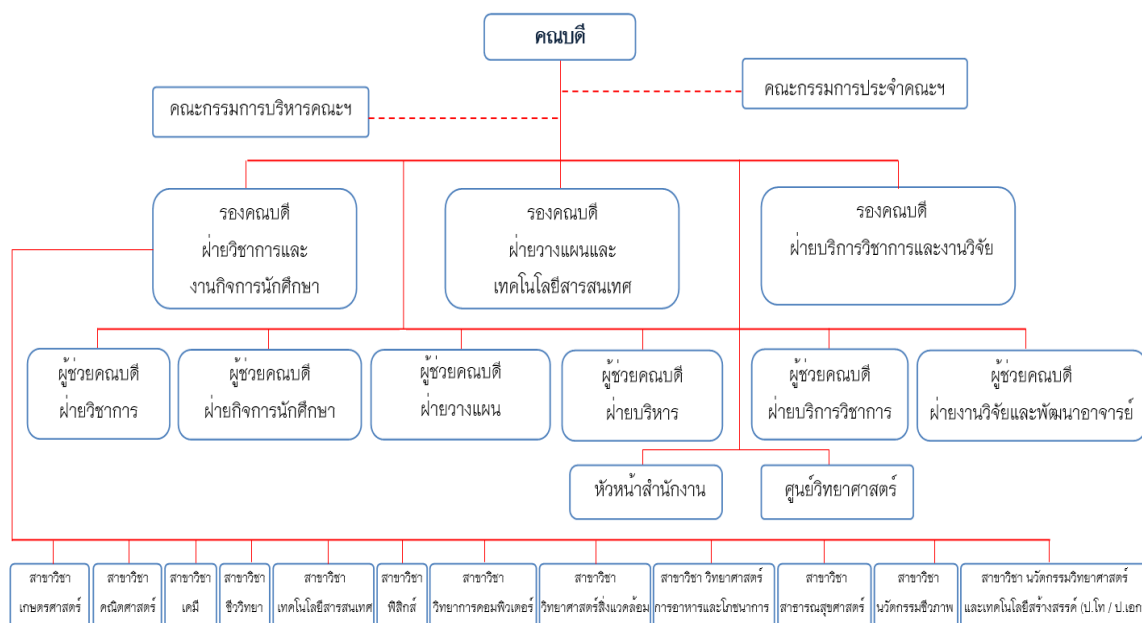 คณบดี
คณะกรรมการประจำคณะฯ
คณะกรรมการบริหารคณะฯ
รองคณบดี
ฝ่ายวิชาการและ
งานกิจการนักศึกษา
รองคณบดี
ฝ่ายวางแผนและ
เทคโนโลยีสารสนเทศ
รองคณบดี
ฝ่ายบริการวิชาการและงานวิจัย
ผู้ช่วยคณบดี
ฝ่ายวิชาการ
ผู้ช่วยคณบดี
ฝ่ายกิจการนักศึกษา
ผู้ช่วยคณบดี
ฝ่ายวางแผน
ผู้ช่วยคณบดี
ฝ่ายบริหาร
ผู้ช่วยคณบดี
ฝ่ายบริการวิชาการ
ผู้ช่วยคณบดี
ฝ่ายงานวิจัยและพัฒนาอาจารย์
หัวหน้าสำนักงาน
ศูนย์วิทยาศาสตร์
สาขาวิชา
เกษตรศาสตร์
สาขาวิชา
คณิตศาสตร์
สาขาวิชา
เคมี
สาขาวิชา
ชีววิทยา
สาขาวิชา
เทคโนโลยีสารสนเทศ
สาขาวิชา
ฟิสิกส์
สาขาวิชา
วิทยาการคอมพิวเตอร์
สาขาวิชา
วิทยาศาสตร์สิ่งแวดล้อม
สาขาวิชา วิทยาศาสตร์
การอาหารและโภชนาการ
สาขาวิชา
สาธารณสุขศาสตร์
สาขาวิชา
นวัตกรรมชีวภาพ
สาขาวิชา นวัตกรรมวิทยาศาสตร์
และเทคโนโลยีสร้างสรรค์ (ป.โท / ป.เอก